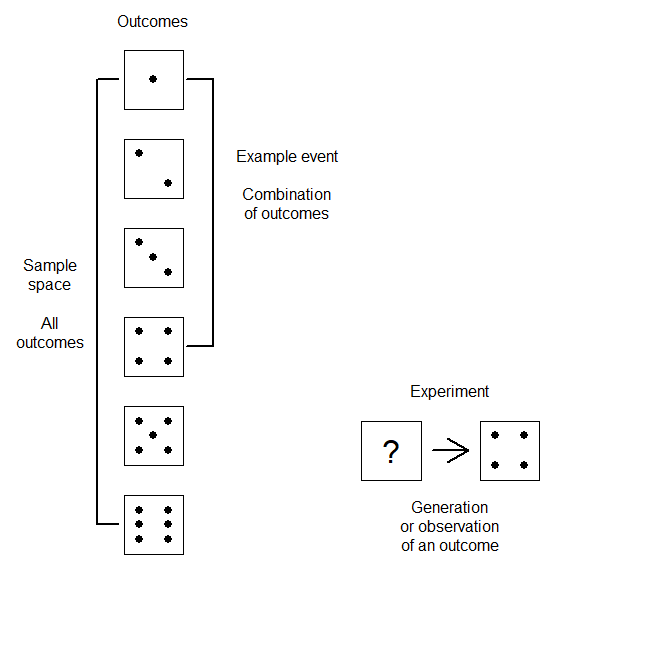 Outcomes
Example event
Combination
of outcomes
Sample
space
All
outcomes
Experiment
?
Generation
or observation
of an outcome